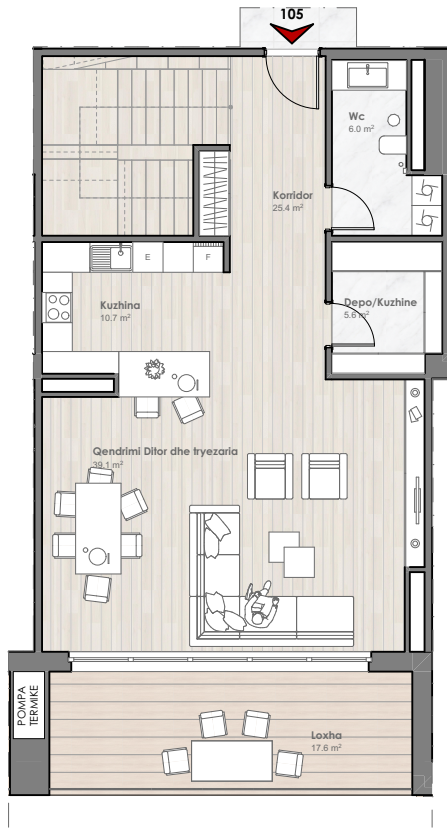 105
Wc
6.0 m²
Korridor
25.4 m²
E
F
Kuzhina
10.7 m²
Depo/Kuzhine
5.6 m²
Qendrimi Ditor dhe tryezaria
39.1 m²
POMPA
TERMIKE
Loxha
17.6 m²